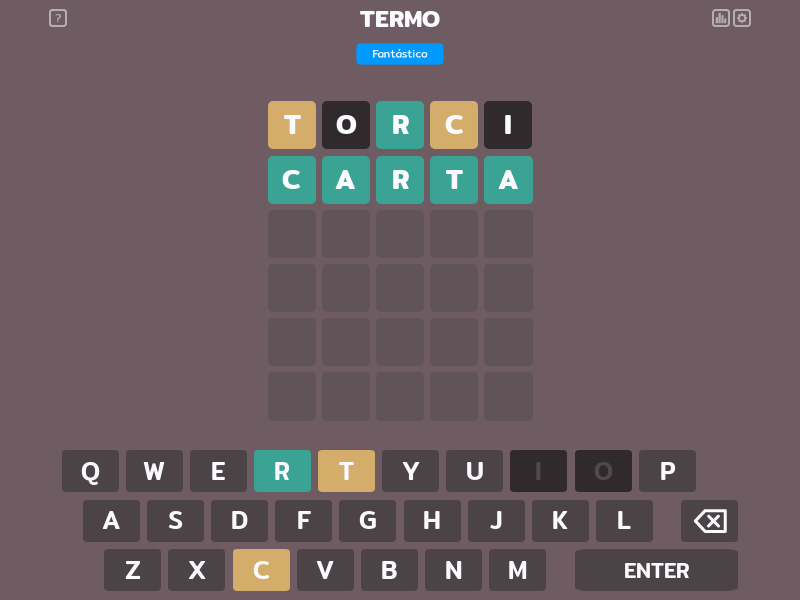 ?
TERMO
Fantástico
T O R C I
C A R T A
Q W E R T Y U I O P
A S D F G H J K L
Z X C V B N M ENTER